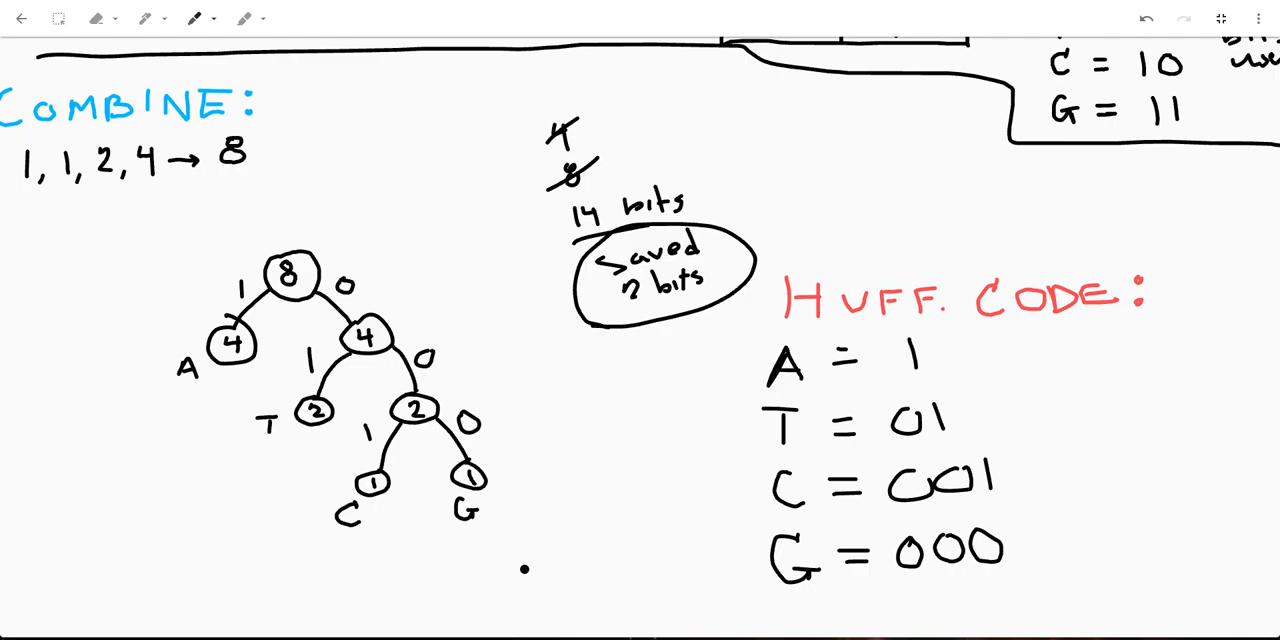 C = 10
G = 11
COMBINE:
1, 1, 2, 4 → 8
4
8
14 bits
saved
2 bits
8
1 0
4 4
A
1 0
T 2 2
1 0
1 1
C G
HUFF. CODE:
A = 1
T = 01
C = 001
G = 000